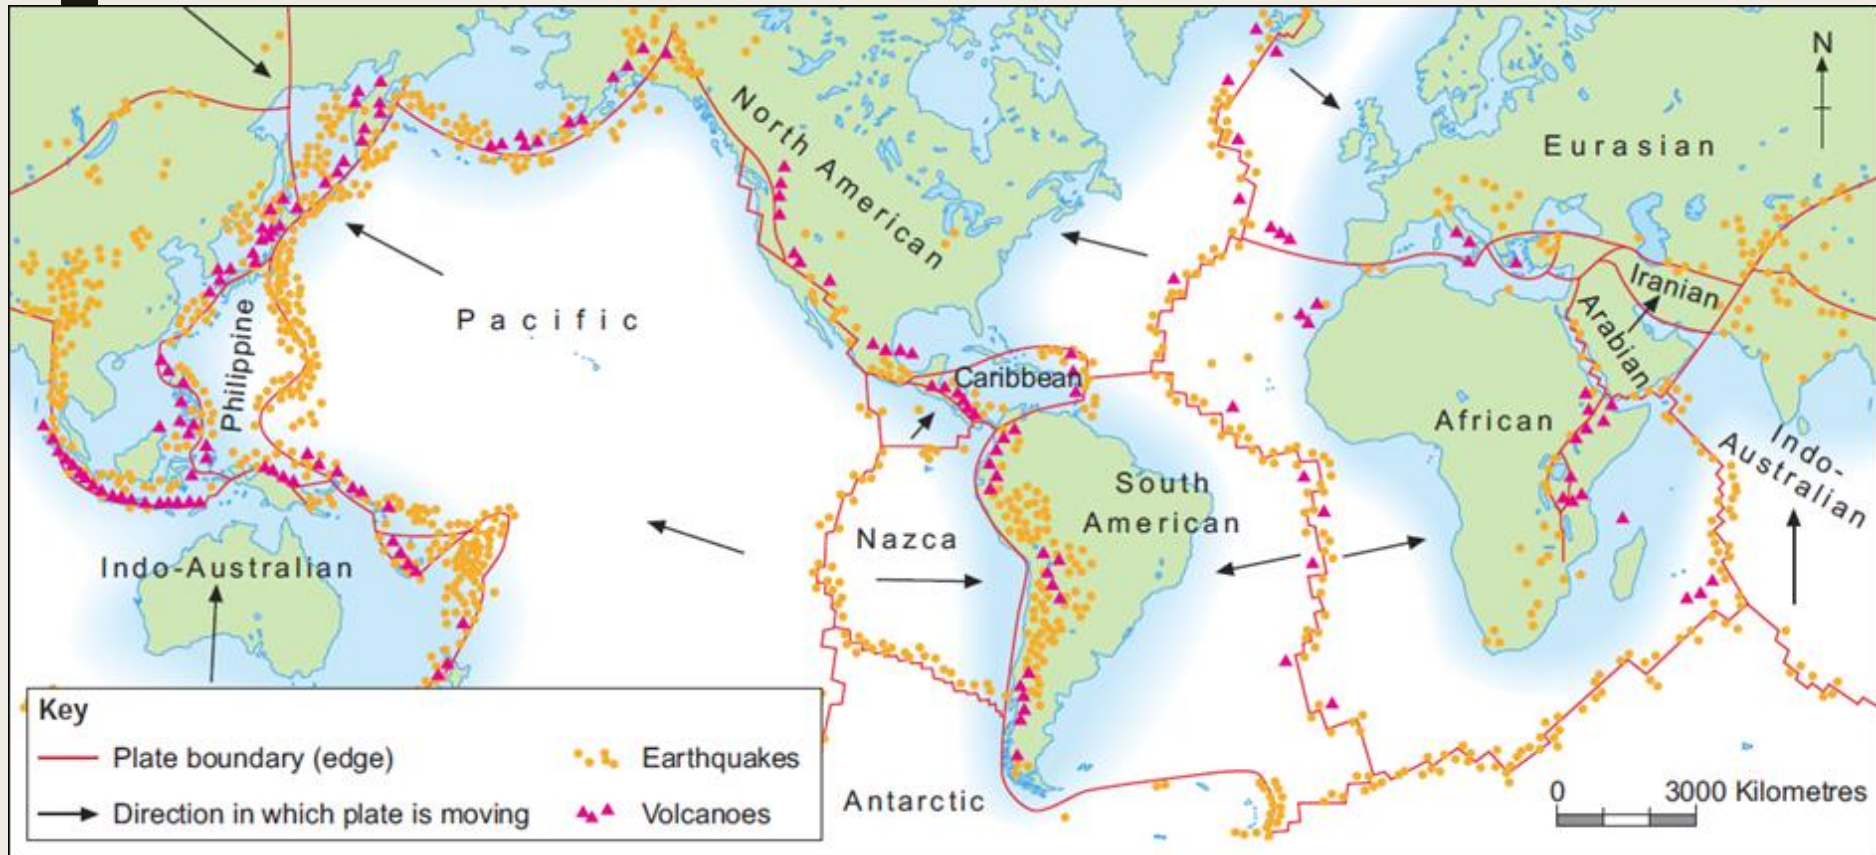 N
North American
Eurasian
Iranian
Arabian
Pacific
Philippine
Caribbean
African
Indo-
Australian
South
American
Nazca
Indo-Australian
Key
Plate boundary (edge)
Earthquakes
Direction in which plate is moving
Volcanoes
Antarctic
0 3000 Kilometres